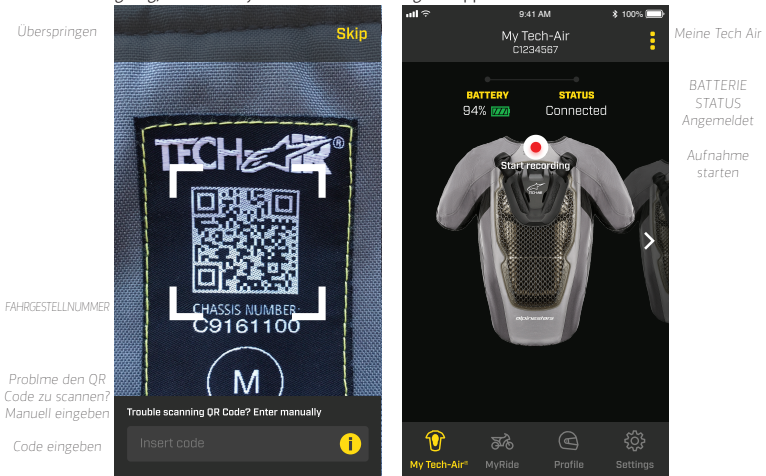 Überspringen
Skip
TECH-AIR®
CHASSIS NUMBER:
C9161100
M
FAHRGESTELLNUMMER
Problme den QR
Code zu scannen?
Manuell eingeben
Code eingeben
Trouble scanning QR Code? Enter manually
Insert code
9:41 AM
100%
My Tech-Air
C1234567
BATTERY
94%
STATUS
Connected
Start recording
TECH-AIR
alpinestars
My Tech-Air®
MyRide
Profile
Settings
Meine Tech Air
BATTERIE
STATUS
Angemeldet
Aufnahme
starten